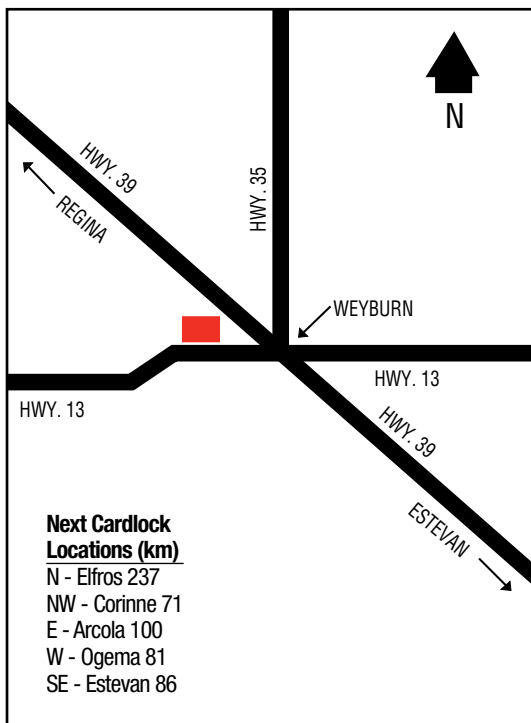 N
HWY. 39
REGINA
HWY. 35
WEYBURN
HWY. 13
HWY. 13
HWY. 39
ESTEVAN
Next Cardlock
Locations (km)
N - Elfros 237
NW - Corinne 71
E - Arcola 100
W - Ogema 81
SE - Estevan 86